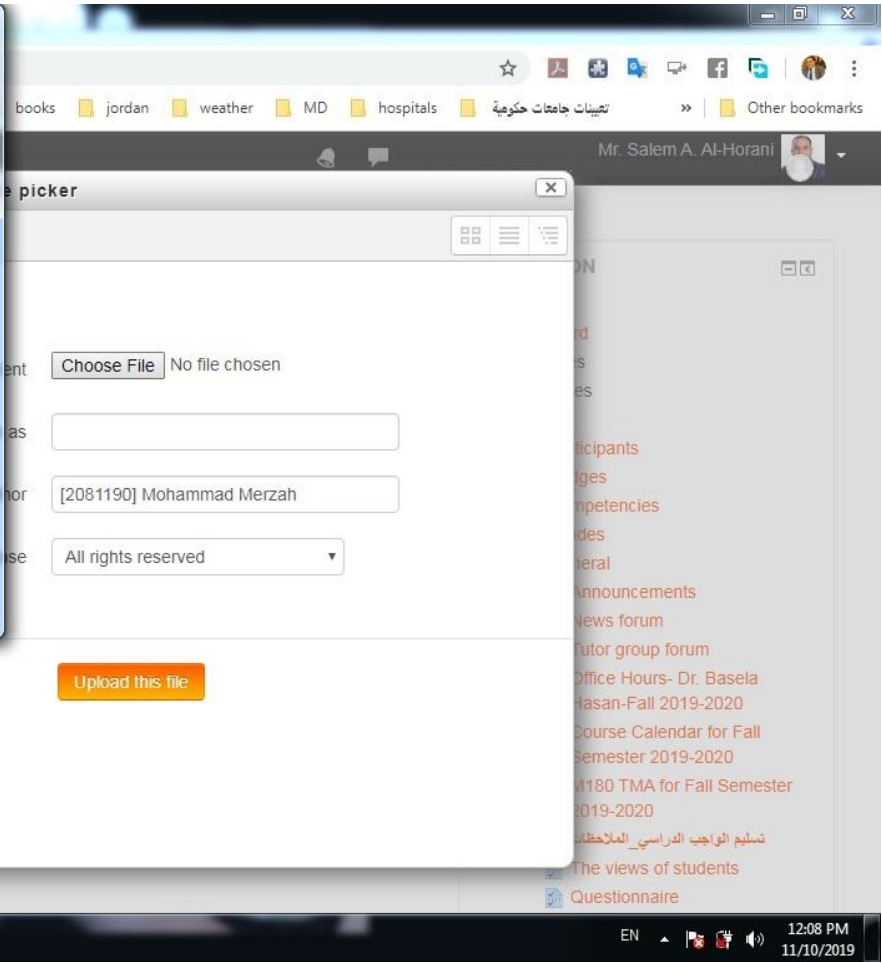 books jordan weather MD hospitals تعيينات جامعات حكومية » Other bookmarks
Mr. Salem A. Al-Horani
e picker
ON
rd
s
es
ent Choose File No file chosen
as
ticipants
dges
hor [2081190] Mohammad Merzah
mpetencies
ades
nse All rights reserved
neral
Announcements
News forum
Tutor group forum
Upload this file
Office Hours- Dr. Basela
Hasan-Fall 2019-2020
Course Calendar for Fall
Semester 2019-2020
M180 TMA for Fall Semester
2019-2020
تسليم الواجب الدراسي_الملاحظات
The views of students
Questionnaire
EN 12:08 PM
11/10/2019